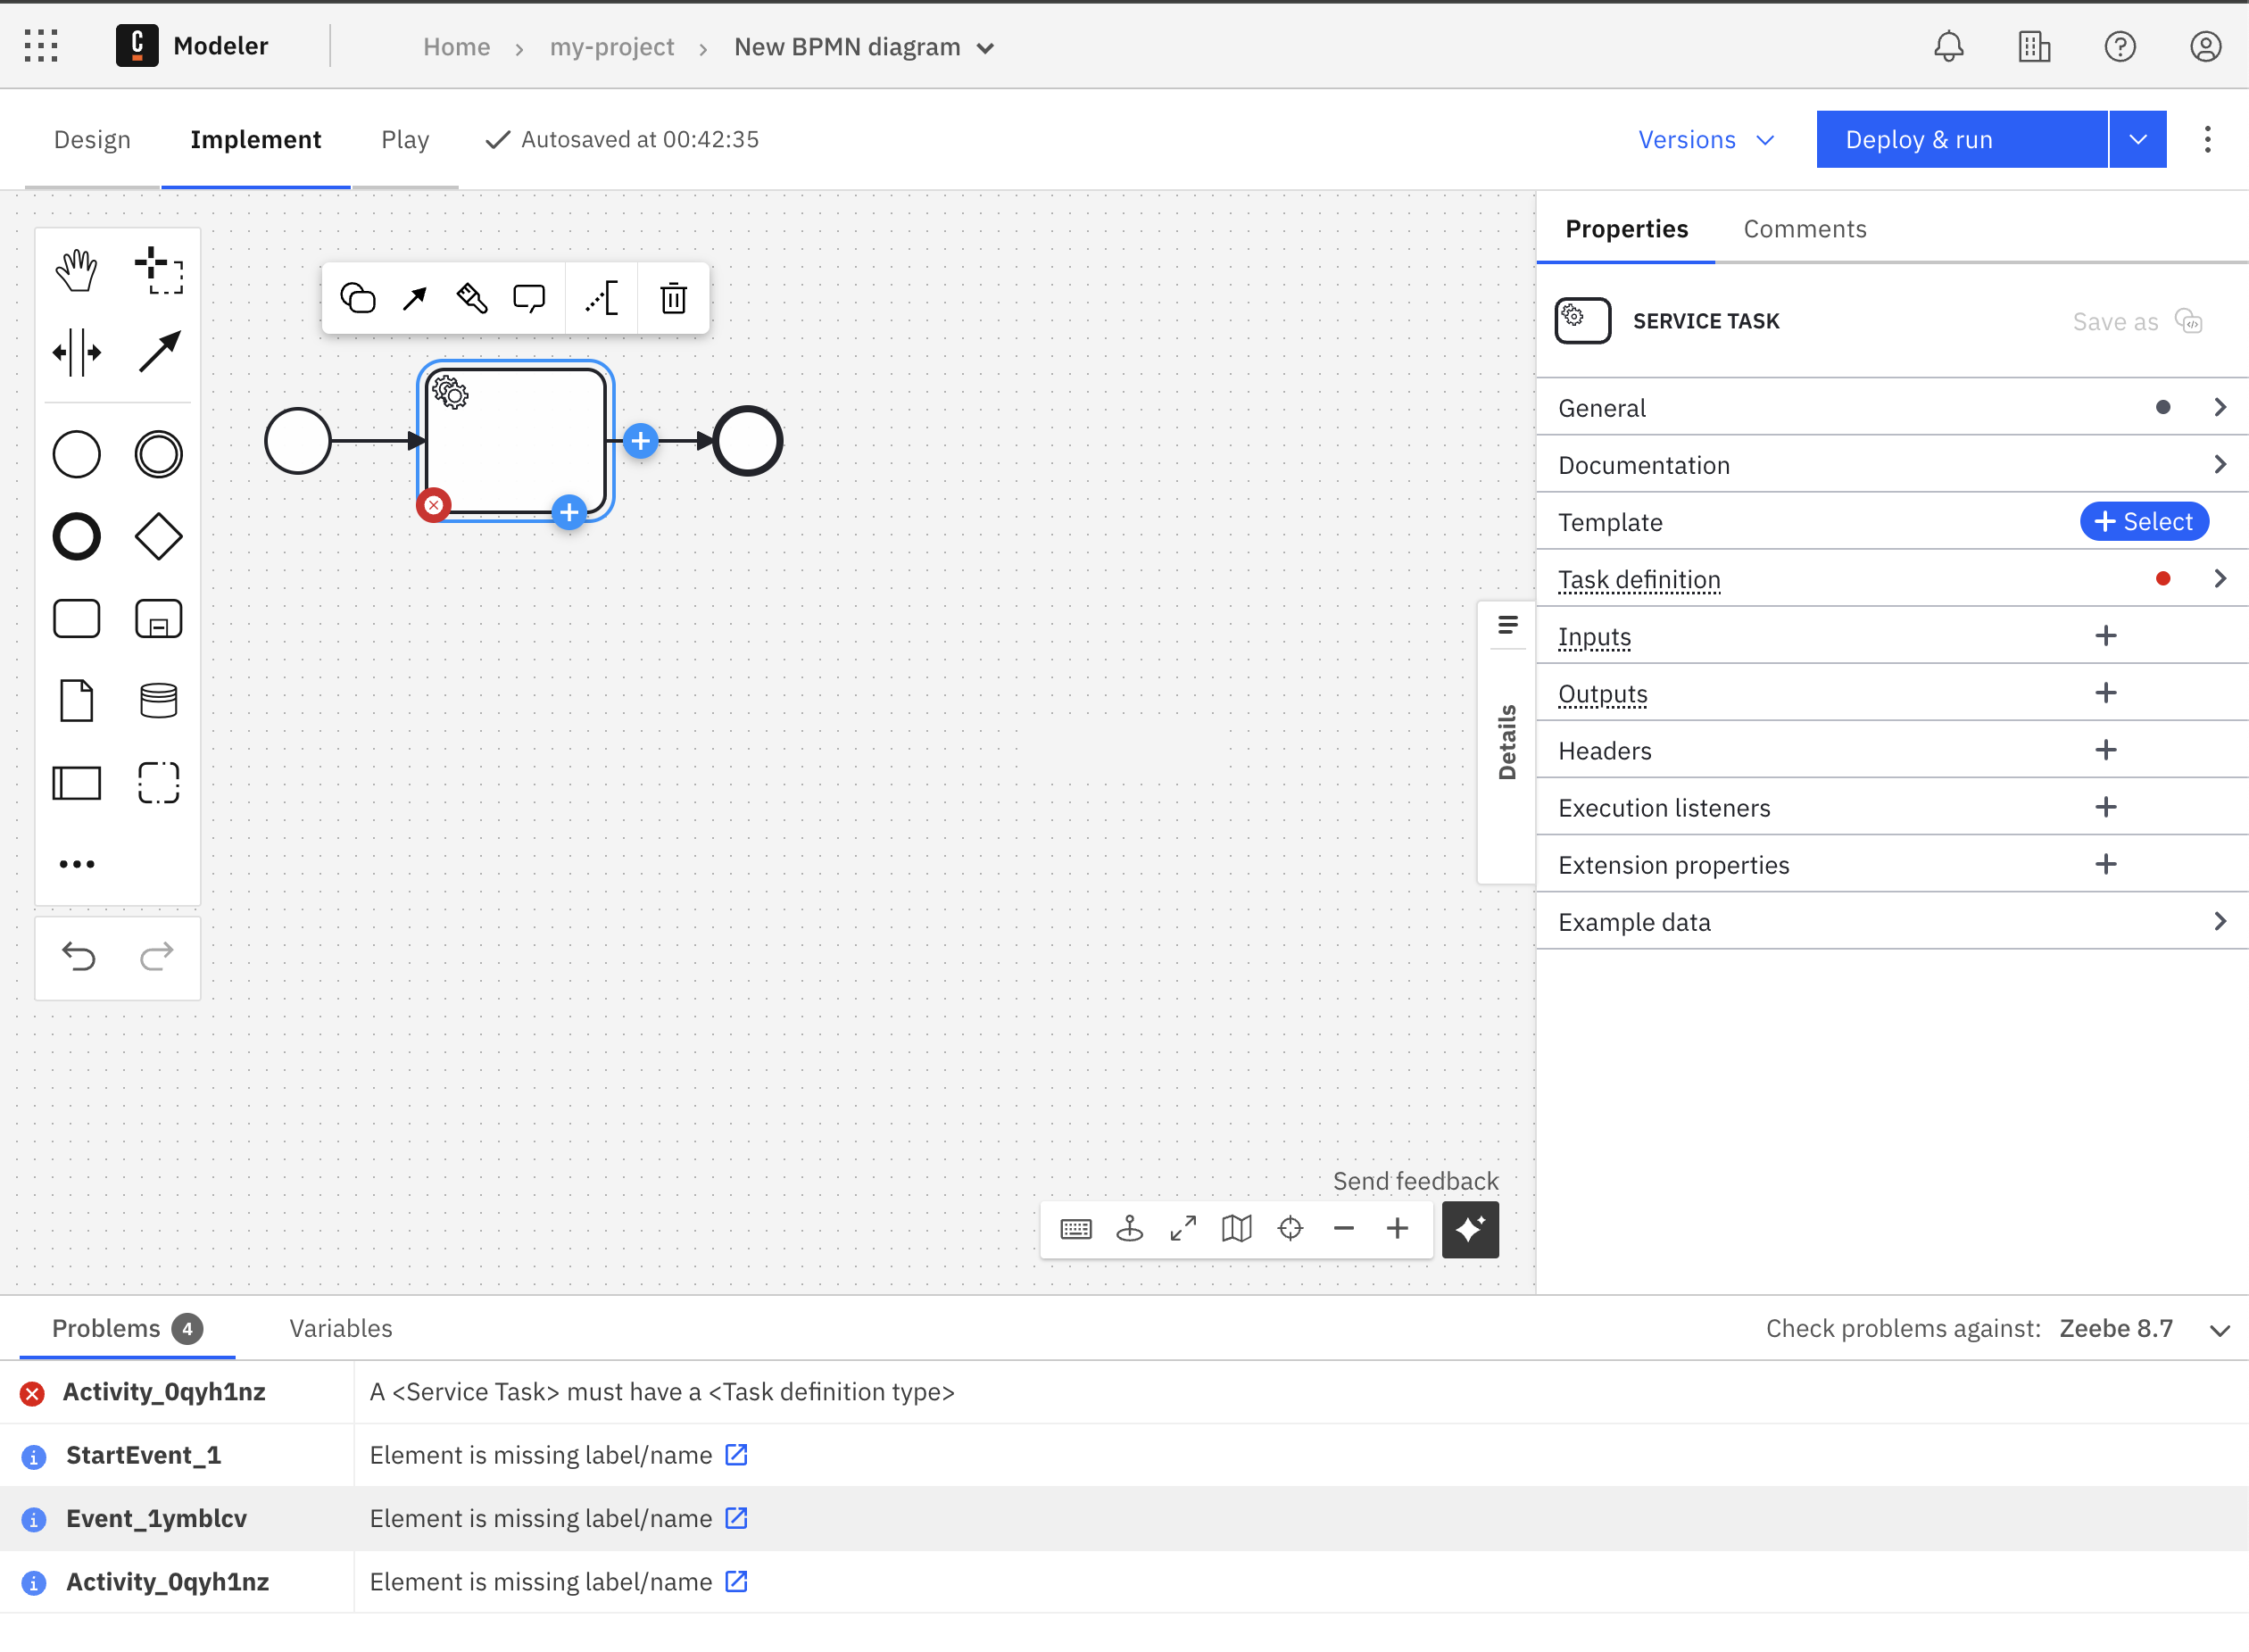 C Modeler Home › my-project › New BPMN diagram
Design Implement Play Autosaved at 00:42:35 Versions Deploy & run
Properties Comments
SERVICE TASK Save as
General
Documentation
Template + Select
Task definition
Inputs
Outputs
Headers
Execution listeners
Extension properties
Example data
Details
Send feedback
Problems 4 Variables Check problems against: Zeebe 8.7
Activity_0qyh1nz A <Service Task> must have a <Task definition type>
StartEvent_1 Element is missing label/name
Event_1ymblcv Element is missing label/name
Activity_0qyh1nz Element is missing label/name